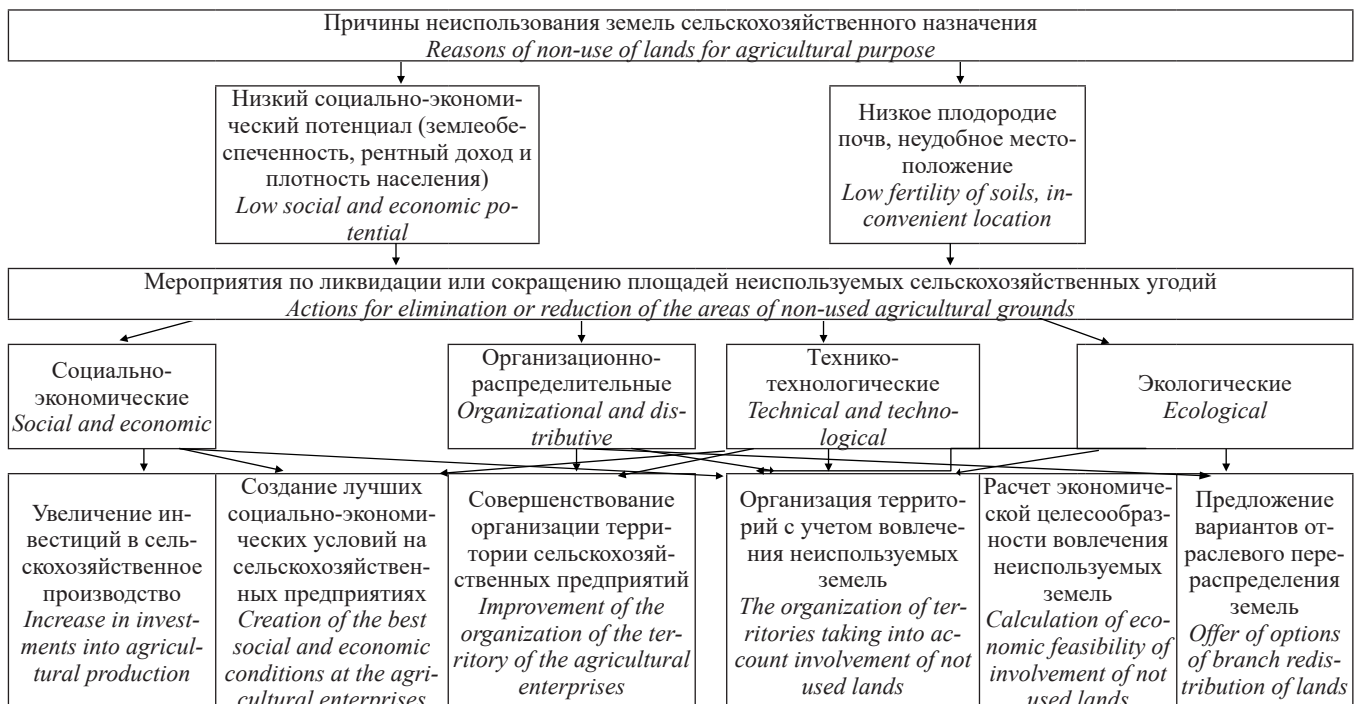 Причины неиспользования земель сельскохозяйственного назначения
Reasons of non-use of lands for agricultural purpose
Низкий социально-экономи-
ческий потенциал (землеобе-
спеченность, рентный доход и
плотность населения)
Low social and economic po-
tential
Низкое плодородие
почв, неудобное место-
положение
Low fertility of soils, in-
convenient location
Мероприятия по ликвидации или сокращению площадей неиспользуемых сельскохозяйственных угодий
Actions for elimination or reduction of the areas of non-used agricultural grounds
Социально-
экономические
Social and economic
Организационно-
распределительные
Organizational and dis-
tributive
Технико-
технологические
Technical and techno-
logical
Экологические
Ecological
Увеличение ин-
вестиций в сель-
скохозяйственное
производство
Increase in invest-
ments into agricul-
tural production
Создание лучших
социально-экономи-
ческих условий на
сельскохозяйствен-
ных предприятиях
Creation of the best
social and economic
conditions at the agri-
cultural enterprises
Совершенствование
организации терри-
тории сельскохозяй-
ственных предприятий
Improvement of the
organization of the ter-
ritory of the agricultural
enterprises
Организация террито-
рий с учетом вовлече-
ния неиспользуемых
земель
The organization of ter-
ritories taking into ac-
count involvement of not
used lands
Расчет экономиче-
ской целесообраз-
ности вовлечения
неиспользуемых
земель
Calculation of eco-
nomic feasibility of
involvement of not
used lands
Предложение
вариантов от-
раслевого пере-
распределения
земель
Offer of options
of branch redis-
tribution of lands